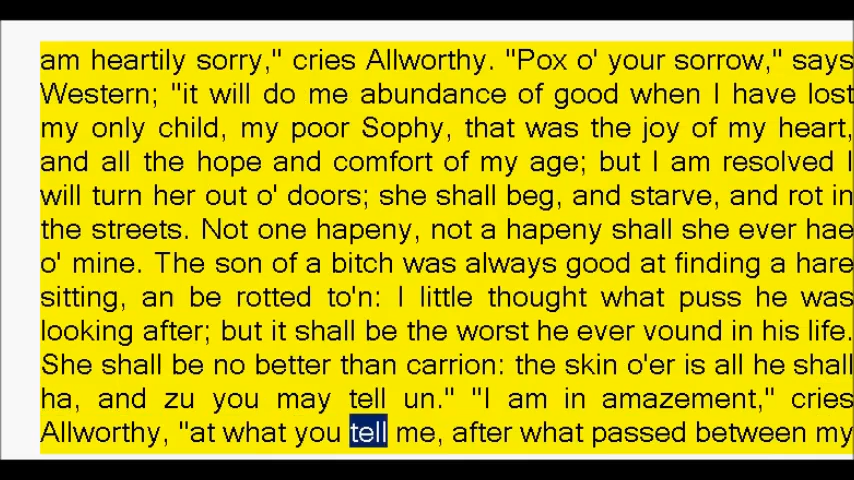 am heartily sorry," cries Allworthy. "Pox o' your sorrow," says
Western; "it will do me abundance of good when I have lost
my only child, my poor Sophy, that was the joy of my heart,
and all the hope and comfort of my age; but I am resolved I
will turn her out o' doors; she shall beg, and starve, and rot in
the streets. Not one hapeny, not a hapeny shall she ever hae
o' mine. The son of a bitch was always good at finding a hare
sitting, an be rotted to'n: I little thought what puss he was
looking after; but it shall be the worst he ever vound in his life.
She shall be no better than carrion: the skin o'er is all he shall
ha, and zu you may tell un." "I am in amazement," cries
Allworthy, "at what you tell me, after what passed between my